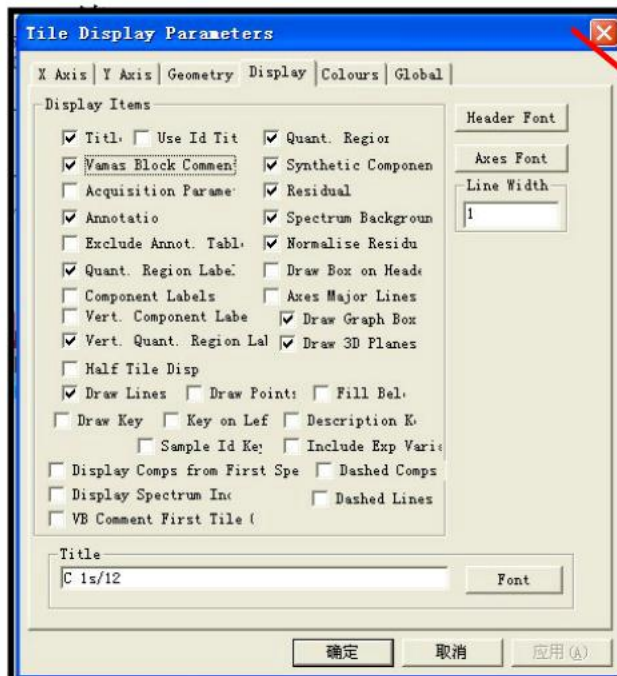 Tile Display Parameters
X Axis Y Axis Geometry Display Colours Global
Display Items
Title Use Id Tit Quant. Region
Vamas Block Commen Synthetic Componen
Acquisition Parame Residual
Annotatio Spectrum Backgroun
Exclude Annot. Tabl Normalise Residu
Quant. Region Label Draw Box on Heade
Component Labels Axes Major Lines
Vert. Component Labe Draw Graph Box
Vert. Quant. Region Lal Draw 3D Planes
Half Tile Disp
Draw Lines Draw Points Fill Bel
Draw Key Key on Lef Description K
Sample Id Key Include Exp Varia
Display Comps from First Spe Dashed Comps
Display Spectrum Inc Dashed Lines
VB Comment First Tile (
Header Font
Axes Font
Line Width
1
Title
C 1s/12
Font
确定 取消 应用(A)